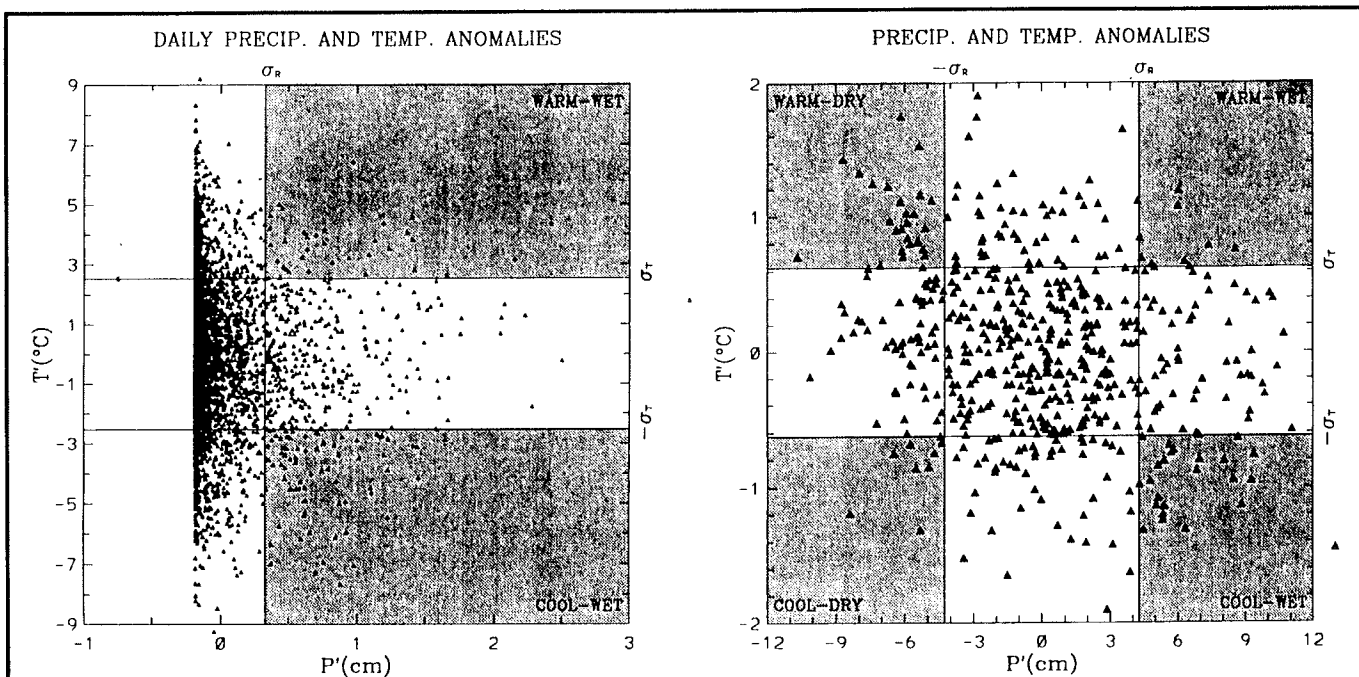 DAILY PRECIP. AND TEMP. ANOMALIES
σR
9
7
5
3
1
-1
-3
-5
-7
-9
T'(°C)
WARM-WET
COOL-WET
σT
-σT
-1
0
1
2
3
P'(cm)
PRECIP. AND TEMP. ANOMALIES
-σR
σR
2
1
0
-1
-2
T'(°C)
WARM-DRY
WARM-WET
COOL-DRY
COOL-WET
σT
-σT
-12
-9
-6
-3
0
3
6
9
12
P'(cm)